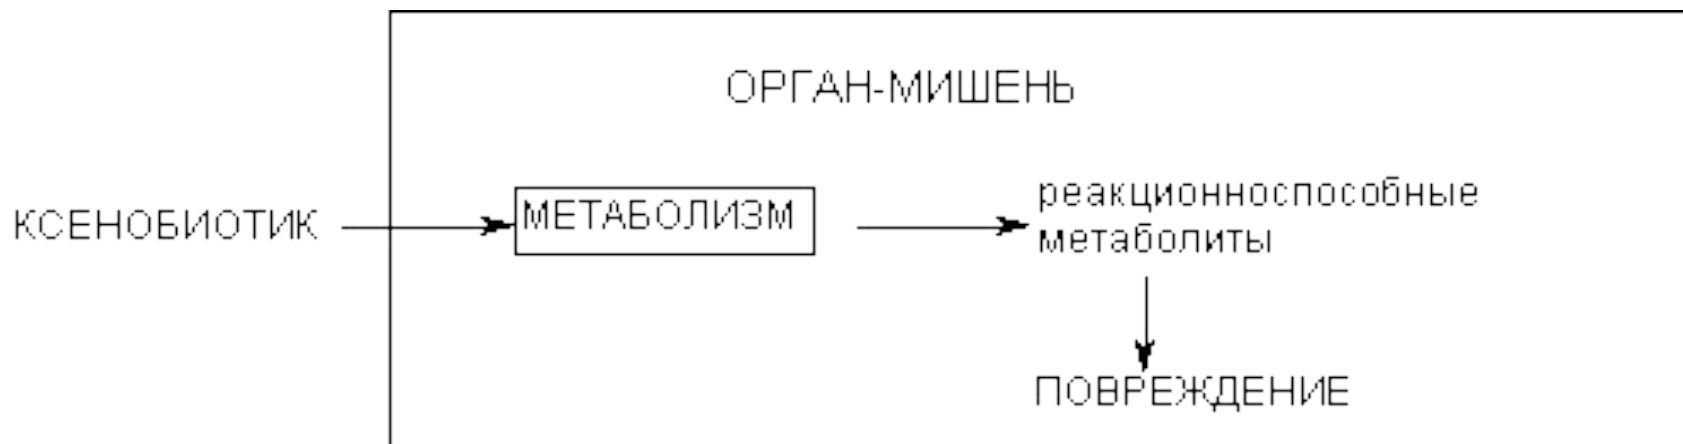 ОРГАН-МИШЕНЬ
КСЕНОБИОТИК
МЕТАБОЛИЗМ
реакционноспособные
метаболиты
ПОВРЕЖДЕНИЕ